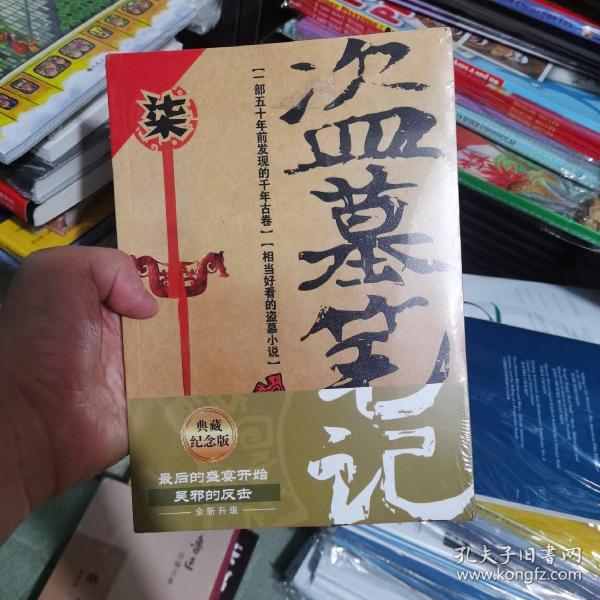 盗墓笔记
柒
【一部五十年前发现的千年古卷】
【相当好看的盗墓小说】
典藏
纪念版
最后的盛宴开始
吴邪的反击
全新升级
孔夫子旧书网
www.kongfz.com